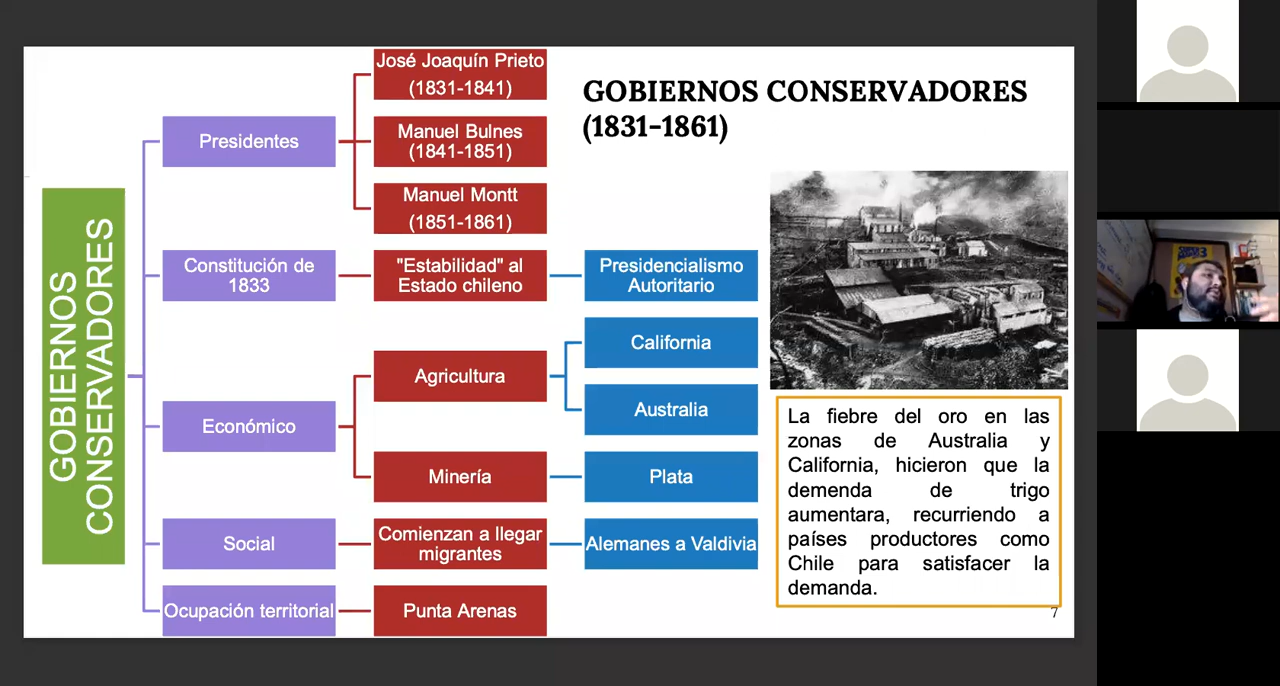 GOBIERNOS CONSERVADORES
(1831-1861)
GOBIERNOS
CONSERVADORES
Presidentes
José Joaquín Prieto
(1831-1841)
Manuel Bulnes
(1841-1851)
Manuel Montt
(1851-1861)
Constitución de
1833
"Estabilidad" al
Estado chileno
Presidencialismo
Autoritario
Económico
Agricultura
California
Australia
Minería
Plata
Social
Comienzan a llegar
migrantes
Alemanes a Valdivia
Ocupación territorial
Punta Arenas
La fiebre del oro en las
zonas de Australia y
California, hicieron que la
demenda de trigo
aumentara, recurriendo a
países productores como
Chile para satisfacer la
demanda.
7